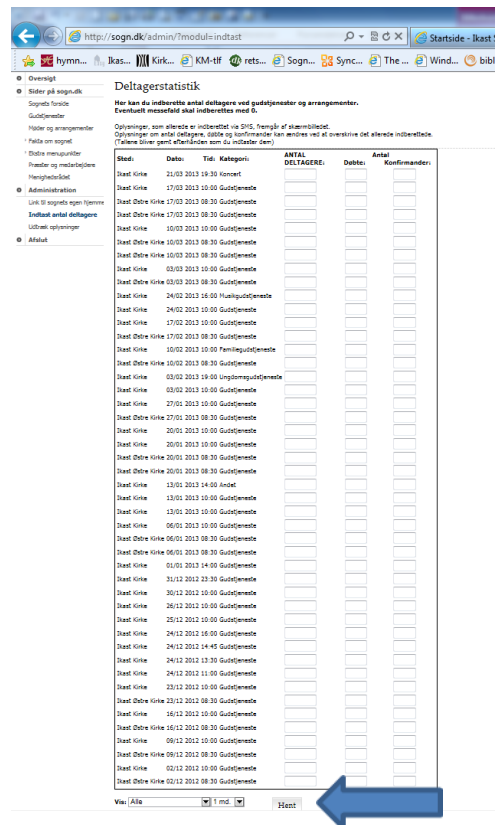 http://sogn.dk/admin/?modul=indtast
Startside - Ikast S
hymn... Ikas... Kirk... KM-tlf rets... Sogn... Sync... The ... Wind... bibl
Oversigt
Sider på sogn.dk
Sognets forside
Gudstjenester
Møder og arrangementer
Fakta om sognet
Ekstra menupunkter
Præster og medarbejdere
Menighedsrådet
Administration
Link til sognets egen hjemme
Indtast antal deltagere
Udtræk oplysninger
Afslut
Deltagerstatistik
Her kan du indberette antal deltagere ved gudstjenester og arrangementer.
Eventuelt messefald skal indberettes med 0.
Oplysninger, som allerede er indberettet via SMS, fremgår af skærmbilledet.
Oplysninger om antal deltagere, døbte og konfirmander kan ændres ved at overskrive det allerede indberettede.
(Tallene bliver gemt efterhånden som du indtaster dem)
Sted: Dato: Tid: Kategori: ANTAL DELTAGERE: Døbte: Antal Konfirmander:
Ikast Kirke 21/03 2013 19:30 Koncert
Ikast Kirke 17/03 2013 10:00 Gudstjeneste
Ikast Østre Kirke 17/03 2013 08:30 Gudstjeneste
Ikast Østre Kirke 17/03 2013 08:30 Gudstjeneste
Ikast Kirke 10/03 2013 10:00 Gudstjeneste
Ikast Østre Kirke 10/03 2013 08:30 Gudstjeneste
Ikast Østre Kirke 10/03 2013 08:30 Gudstjeneste
Ikast Kirke 03/03 2013 10:00 Gudstjeneste
Ikast Østre Kirke 03/03 2013 08:30 Gudstjeneste
Ikast Kirke 24/02 2013 16:00 Musikgudstjeneste
Ikast Kirke 24/02 2013 10:00 Gudstjeneste
Ikast Kirke 17/02 2013 10:00 Gudstjeneste
Ikast Østre Kirke 17/02 2013 08:30 Gudstjeneste
Ikast Kirke 10/02 2013 10:00 Familiegudstjeneste
Ikast Østre Kirke 10/02 2013 08:30 Gudstjeneste
Ikast Kirke 03/02 2013 19:00 Ungdomsgudstjeneste
Ikast Kirke 03/02 2013 10:00 Gudstjeneste
Ikast Kirke 27/01 2013 10:00 Gudstjeneste
Ikast Østre Kirke 27/01 2013 08:30 Gudstjeneste
Ikast Kirke 20/01 2013 10:00 Gudstjeneste
Ikast Kirke 20/01 2013 10:00 Gudstjeneste
Ikast Østre Kirke 20/01 2013 08:30 Gudstjeneste
Ikast Østre Kirke 20/01 2013 08:30 Gudstjeneste
Ikast Kirke 13/01 2013 14:00 Andet
Ikast Kirke 13/01 2013 10:00 Gudstjeneste
Ikast Kirke 13/01 2013 10:00 Gudstjeneste
Ikast Kirke 06/01 2013 10:00 Gudstjeneste
Ikast Østre Kirke 06/01 2013 08:30 Gudstjeneste
Ikast Østre Kirke 06/01 2013 08:30 Gudstjeneste
Ikast Kirke 01/01 2013 14:00 Gudstjeneste
Ikast Kirke 31/12 2012 23:30 Gudstjeneste
Ikast Kirke 30/12 2012 10:00 Gudstjeneste
Ikast Kirke 26/12 2012 10:00 Gudstjeneste
Ikast Kirke 25/12 2012 10:00 Gudstjeneste
Ikast Kirke 24/12 2012 16:00 Gudstjeneste
Ikast Kirke 24/12 2012 14:45 Gudstjeneste
Ikast Kirke 24/12 2012 13:30 Gudstjeneste
Ikast Kirke 24/12 2012 11:00 Gudstjeneste
Ikast Kirke 23/12 2012 10:00 Gudstjeneste
Ikast Østre Kirke 23/12 2012 08:30 Gudstjeneste
Ikast Kirke 16/12 2012 10:00 Gudstjeneste
Ikast Østre Kirke 16/12 2012 08:30 Gudstjeneste
Ikast Kirke 09/12 2012 10:00 Gudstjeneste
Ikast Østre Kirke 09/12 2012 08:30 Gudstjeneste
Ikast Kirke 02/12 2012 10:00 Gudstjeneste
Ikast Østre Kirke 02/12 2012 08:30 Gudstjeneste
Vis: Alle 1 md. Hent